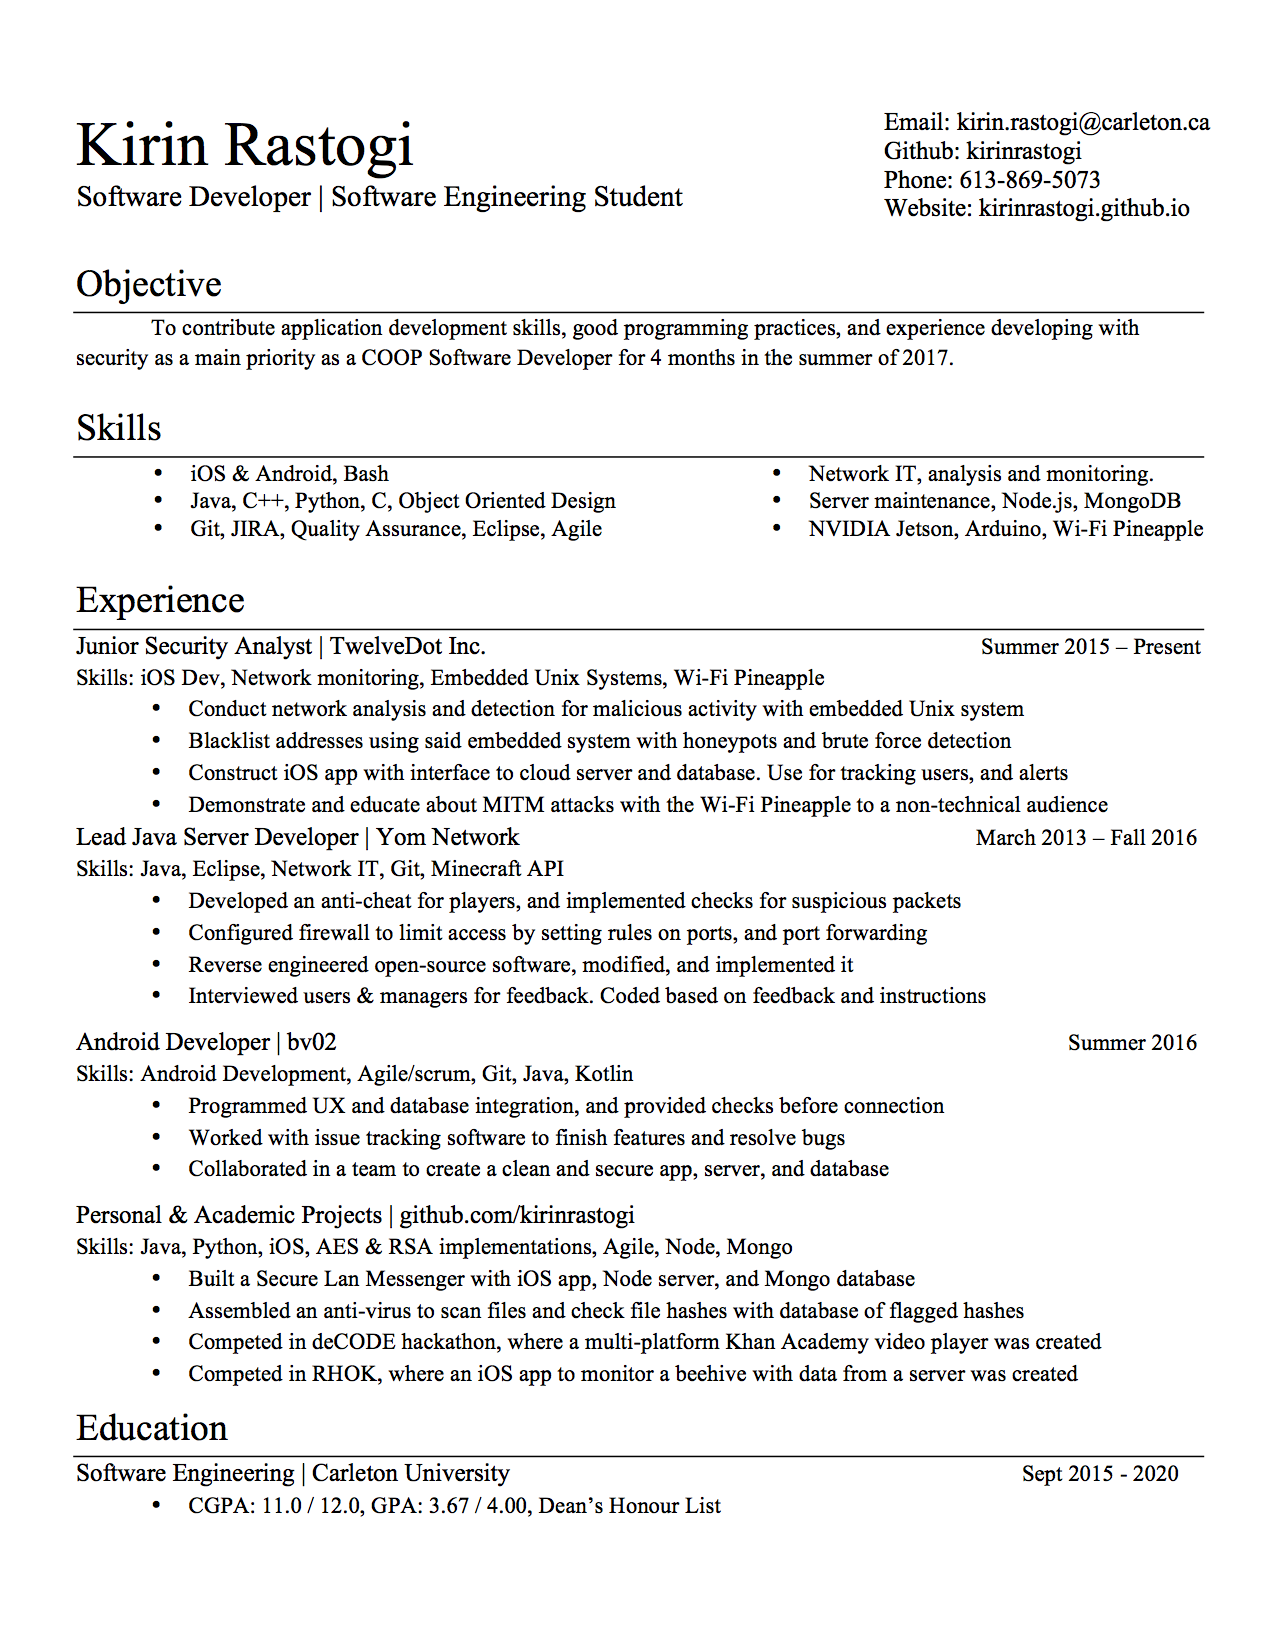 Kirin Rastogi
Software Developer | Software Engineering Student
Email: kirin.rastogi@carleton.ca
Github: kirinrastogi
Phone: 613-869-5073
Website: kirinrastogi.github.io
Objective
To contribute application development skills, good programming practices, and experience developing with
security as a main priority as a COOP Software Developer for 4 months in the summer of 2017.
Skills
• iOS & Android, Bash
• Java, C++, Python, C, Object Oriented Design
• Git, JIRA, Quality Assurance, Eclipse, Agile
• Network IT, analysis and monitoring.
• Server maintenance, Node.js, MongoDB
• NVIDIA Jetson, Arduino, Wi-Fi Pineapple
Experience
Junior Security Analyst | TwelveDot Inc. Summer 2015 – Present
Skills: iOS Dev, Network monitoring, Embedded Unix Systems, Wi-Fi Pineapple
• Conduct network analysis and detection for malicious activity with embedded Unix system
• Blacklist addresses using said embedded system with honeypots and brute force detection
• Construct iOS app with interface to cloud server and database. Use for tracking users, and alerts
• Demonstrate and educate about MITM attacks with the Wi-Fi Pineapple to a non-technical audience
Lead Java Server Developer | Yom Network March 2013 – Fall 2016
Skills: Java, Eclipse, Network IT, Git, Minecraft API
• Developed an anti-cheat for players, and implemented checks for suspicious packets
• Configured firewall to limit access by setting rules on ports, and port forwarding
• Reverse engineered open-source software, modified, and implemented it
• Interviewed users & managers for feedback. Coded based on feedback and instructions
Android Developer | bv02 Summer 2016
Skills: Android Development, Agile/scrum, Git, Java, Kotlin
• Programmed UX and database integration, and provided checks before connection
• Worked with issue tracking software to finish features and resolve bugs
• Collaborated in a team to create a clean and secure app, server, and database
Personal & Academic Projects | github.com/kirinrastogi
Skills: Java, Python, iOS, AES & RSA implementations, Agile, Node, Mongo
• Built a Secure Lan Messenger with iOS app, Node server, and Mongo database
• Assembled an anti-virus to scan files and check file hashes with database of flagged hashes
• Competed in deCODE hackathon, where a multi-platform Khan Academy video player was created
• Competed in RHOK, where an iOS app to monitor a beehive with data from a server was created
Education
Software Engineering | Carleton University Sept 2015 - 2020
• CGPA: 11.0 / 12.0, GPA: 3.67 / 4.00, Dean’s Honour List